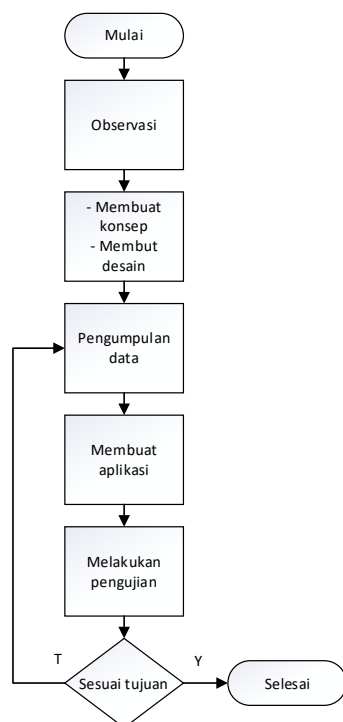 Mulai
Observasi
- Membuat
konsep
- Membut
desain
Pengumpulan
data
Membuat
aplikasi
Melakukan
pengujian
T
Sesuai tujuan
Y
Selesai